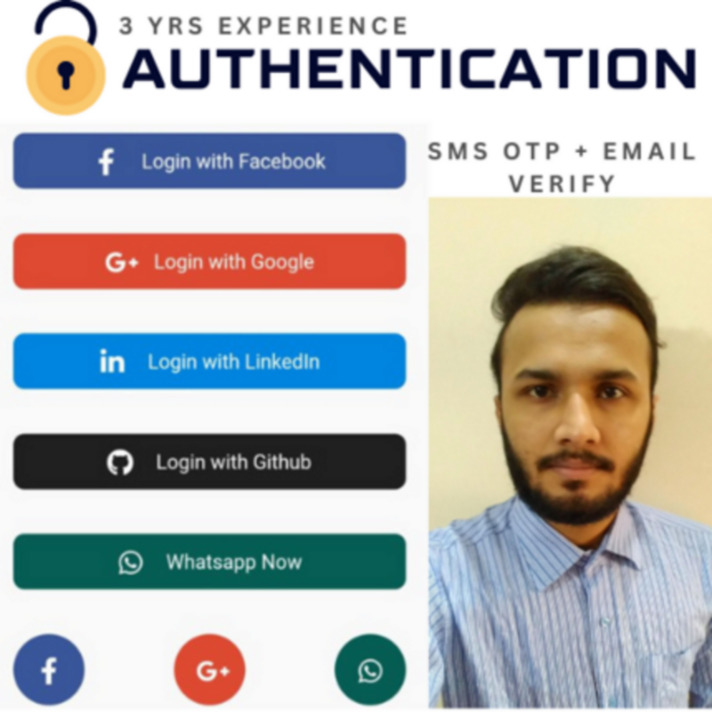 3 YRS EXPERIENCE
AUTHENTICATION
SMS OTP + EMAIL
VERIFY
f Login with Facebook
G+ Login with Google
in Login with LinkedIn
Login with Github
Whatsapp Now
f G+